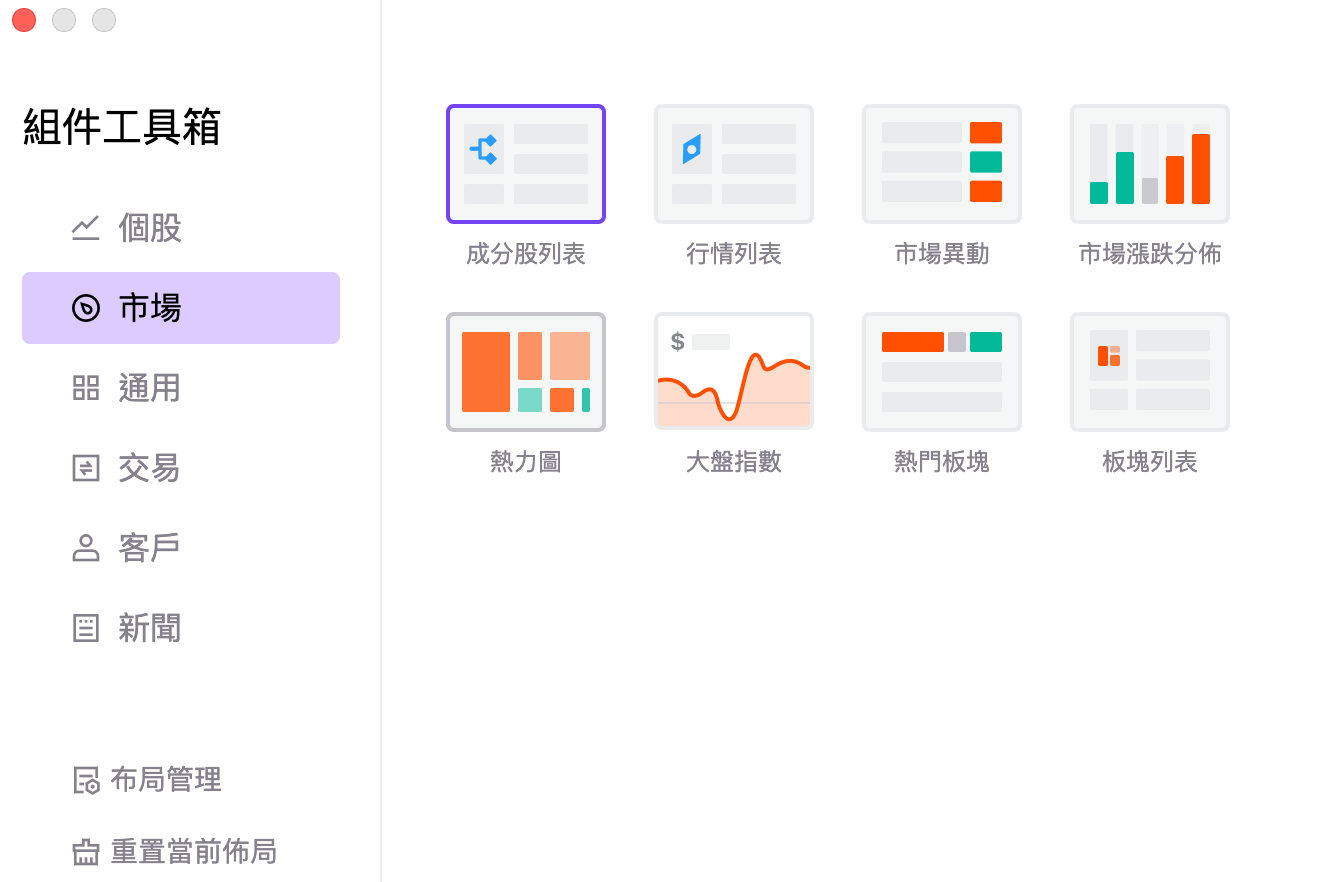 組件工具箱
個股
市場
通用
交易
客戶
新聞
布局管理
重置當前佈局
成分股列表
行情列表
市場異動
市場漲跌分佈
熱力圖
$
大盤指數
熱門板塊
板塊列表